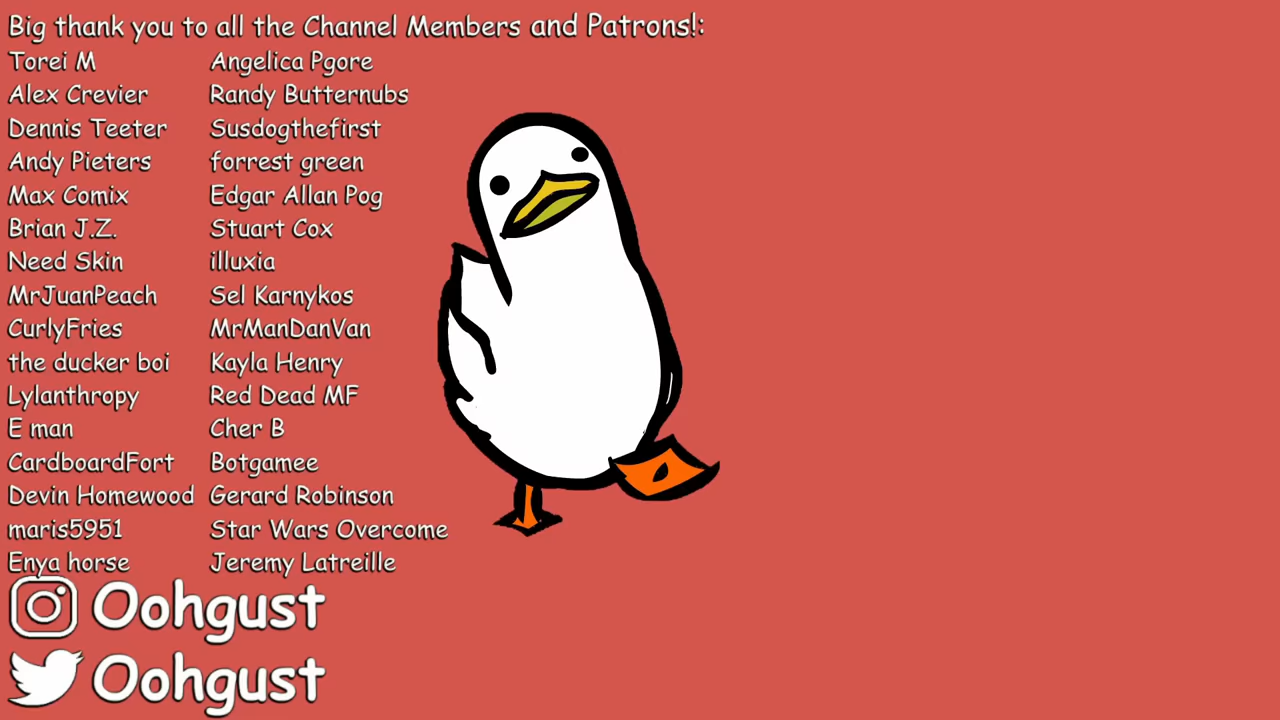 Big thank you to all the Channel Members and Patrons!:
Torei M
Alex Crevier
Dennis Teeter
Andy Pieters
Max Comix
Brian J.Z.
Need Skin
MrJuanPeach
CurlyFries
the ducker boi
Lylanthropy
E man
CardboardFort
Devin Homewood
maris5951
Enya horse
Angelica Pgore
Randy Butternubs
Susdogthefirst
forrest green
Edgar Allan Pog
Stuart Cox
illuxia
Sel Karnykos
MrManDanVan
Kayla Henry
Red Dead MF
Cher B
Botgamee
Gerard Robinson
Star Wars Overcome
Jeremy Latreille
Oohgust
Oohgust